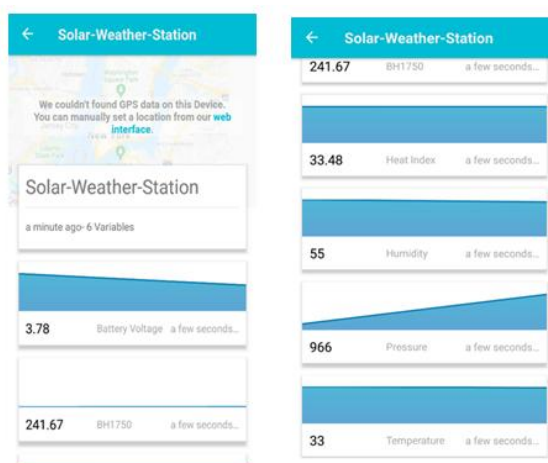 Solar-Weather-Station
We couldn't found GPS data on this Device.
You can manually set a location from our web
interface.
Solar-Weather-Station
a minute ago- 6 Variables
3.78 Battery Voltage a few seconds...
241.67 BH1750 a few seconds...
Solar-Weather-Station
241.67 BH1750 a few seconds...
33.48 Heat Index a few seconds...
55 Humidity a few seconds...
966 Pressure a few seconds...
33 Temperature a few seconds...